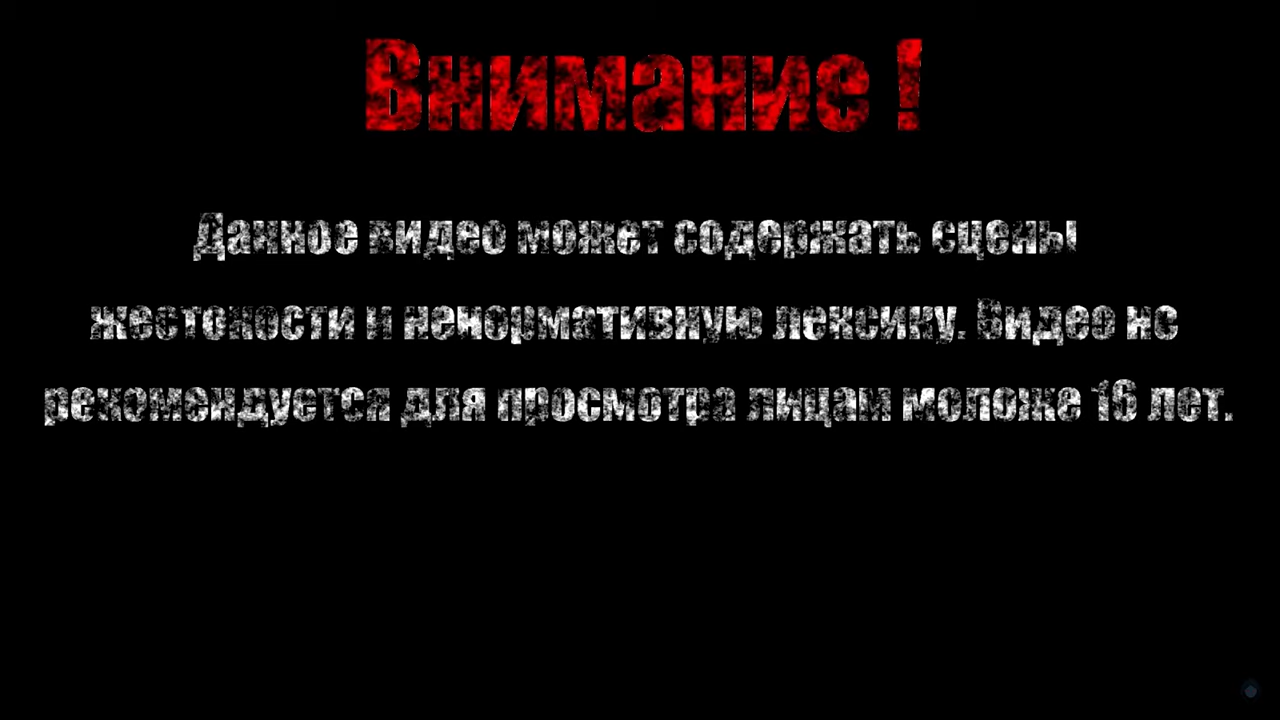 Внимание !
Данное видео может содержать сцены
жестокости и ненормативную лексику. Видео не
рекомендуется для просмотра лицам моложе 16 лет.